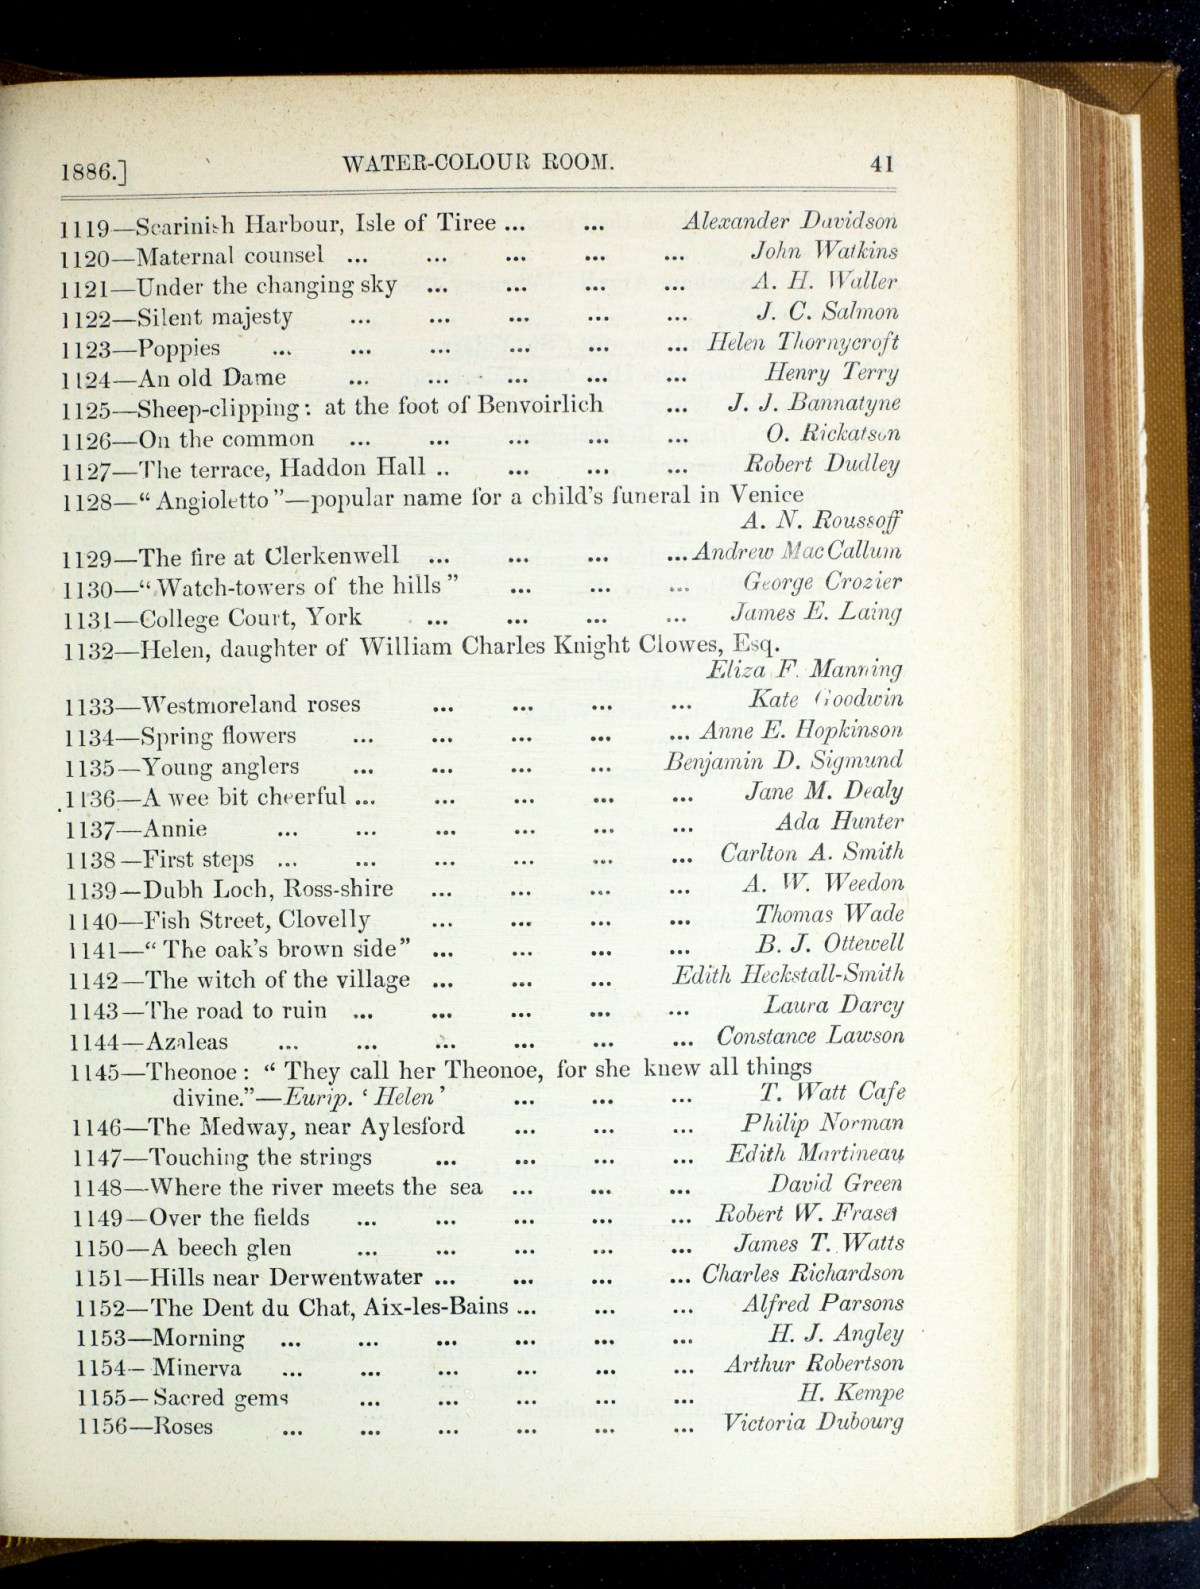 1886.] WATER-COLOUR ROOM. 41
1119—Scarinish Harbour, Isle of Tiree ... ... Alexander Davidson
1120—Maternal counsel ... ... ... ... ... John Watkins
1121—Under the changing sky ... ... ... ... A. H. Waller
1122—Silent majesty ... ... ... ... ... J. C. Salmon
1123—Poppies ... ... ... ... ... ... Helen Thornycroft
1124—An old Dame ... ... ... ... ... Henry Terry
1125—Sheep-clipping: at the foot of Benvoirlich ... J. J. Bannatyne
1126—On the common ... ... ... ... ... O. Rickatson
1127—The terrace, Haddon Hall .. ... ... ... Robert Dudley
1128—“Angioletto”—popular name for a child's funeral in Venice
A. N. Roussoff
1129—The fire at Clerkenwell ... ... ... ... Andrew MacCallum
1130—“Watch-towers of the hills” ... ... ... George Crozier
1131—College Court, York ... ... ... ... James E. Laing
1132—Helen, daughter of William Charles Knight Clowes, Esq.
Eliza F. Manning
1133—Westmoreland roses ... ... ... ... Kate Goodwin
1134—Spring flowers ... ... ... ... ... Anne E. Hopkinson
1135—Young anglers ... ... ... ... Benjamin D. Sigmund
1136—A wee bit cheerful ... ... ... ... ... Jane M. Dealy
1137—Annie ... ... ... ... ... ... Ada Hunter
1138—First steps ... ... ... ... ... ... Carlton A. Smith
1139—Dubh Loch, Ross-shire ... ... ... ... A. W. Weedon
1140—Fish Street, Clovelly ... ... ... ... Thomas Wade
1141—“The oak's brown side” ... ... ... ... B. J. Ottewell
1142—The witch of the village ... ... ... Edith Heckstall-Smith
1143—The road to ruin ... ... ... ... ... Laura Darcy
1144—Azaleas ... ... ... ... ... ... Constance Lawson
1145—Theonoe: “They call her Theonoe, for she knew all things
divine.”—Eurip. ‘Helen’ ... ... ... T. Watt Cafe
1146—The Medway, near Aylesford ... ... ... Philip Norman
1147—Touching the strings ... ... ... ... Edith Martineau
1148—Where the river meets the sea ... ... ... David Green
1149—Over the fields ... ... ... ... ... Robert W. Fraser
1150—A beech glen ... ... ... ... ... James T. Watts
1151—Hills near Derwentwater ... ... ... ... Charles Richardson
1152—The Dent du Chat, Aix-les-Bains ... ... ... Alfred Parsons
1153—Morning ... ... ... ... ... ... H. J. Angley
1154—Minerva ... ... ... ... ... ... Arthur Robertson
1155—Sacred gems ... ... ... ... ... H. Kempe
1156—Roses ... ... ... ... ... ... Victoria Dubourg